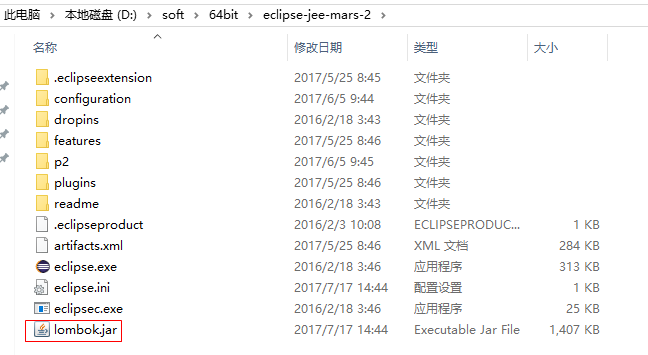 此电脑 > 本地磁盘 (D:) > soft > 64bit > eclipse-jee-mars-2 >
名称 修改日期 类型 大小
.eclipseextension 2017/5/25 8:45 文件夹
configuration 2017/6/5 9:44 文件夹
dropins 2016/2/18 3:43 文件夹
features 2017/5/25 8:46 文件夹
p2 2017/6/5 9:45 文件夹
plugins 2017/5/25 8:46 文件夹
readme 2016/2/18 3:43 文件夹
.eclipseproduct 2016/2/3 10:08 ECLIPSEPRODUC... 1 KB
artifacts.xml 2017/5/25 8:46 XML 文档 284 KB
eclipse.exe 2016/2/18 3:43 应用程序 313 KB
eclipse.ini 2017/7/17 14:44 配置设置 1 KB
eclipsec.exe 2016/2/18 3:46 应用程序 25 KB
lombok.jar 2017/7/17 14:44 Executable Jar File 1,407 KB